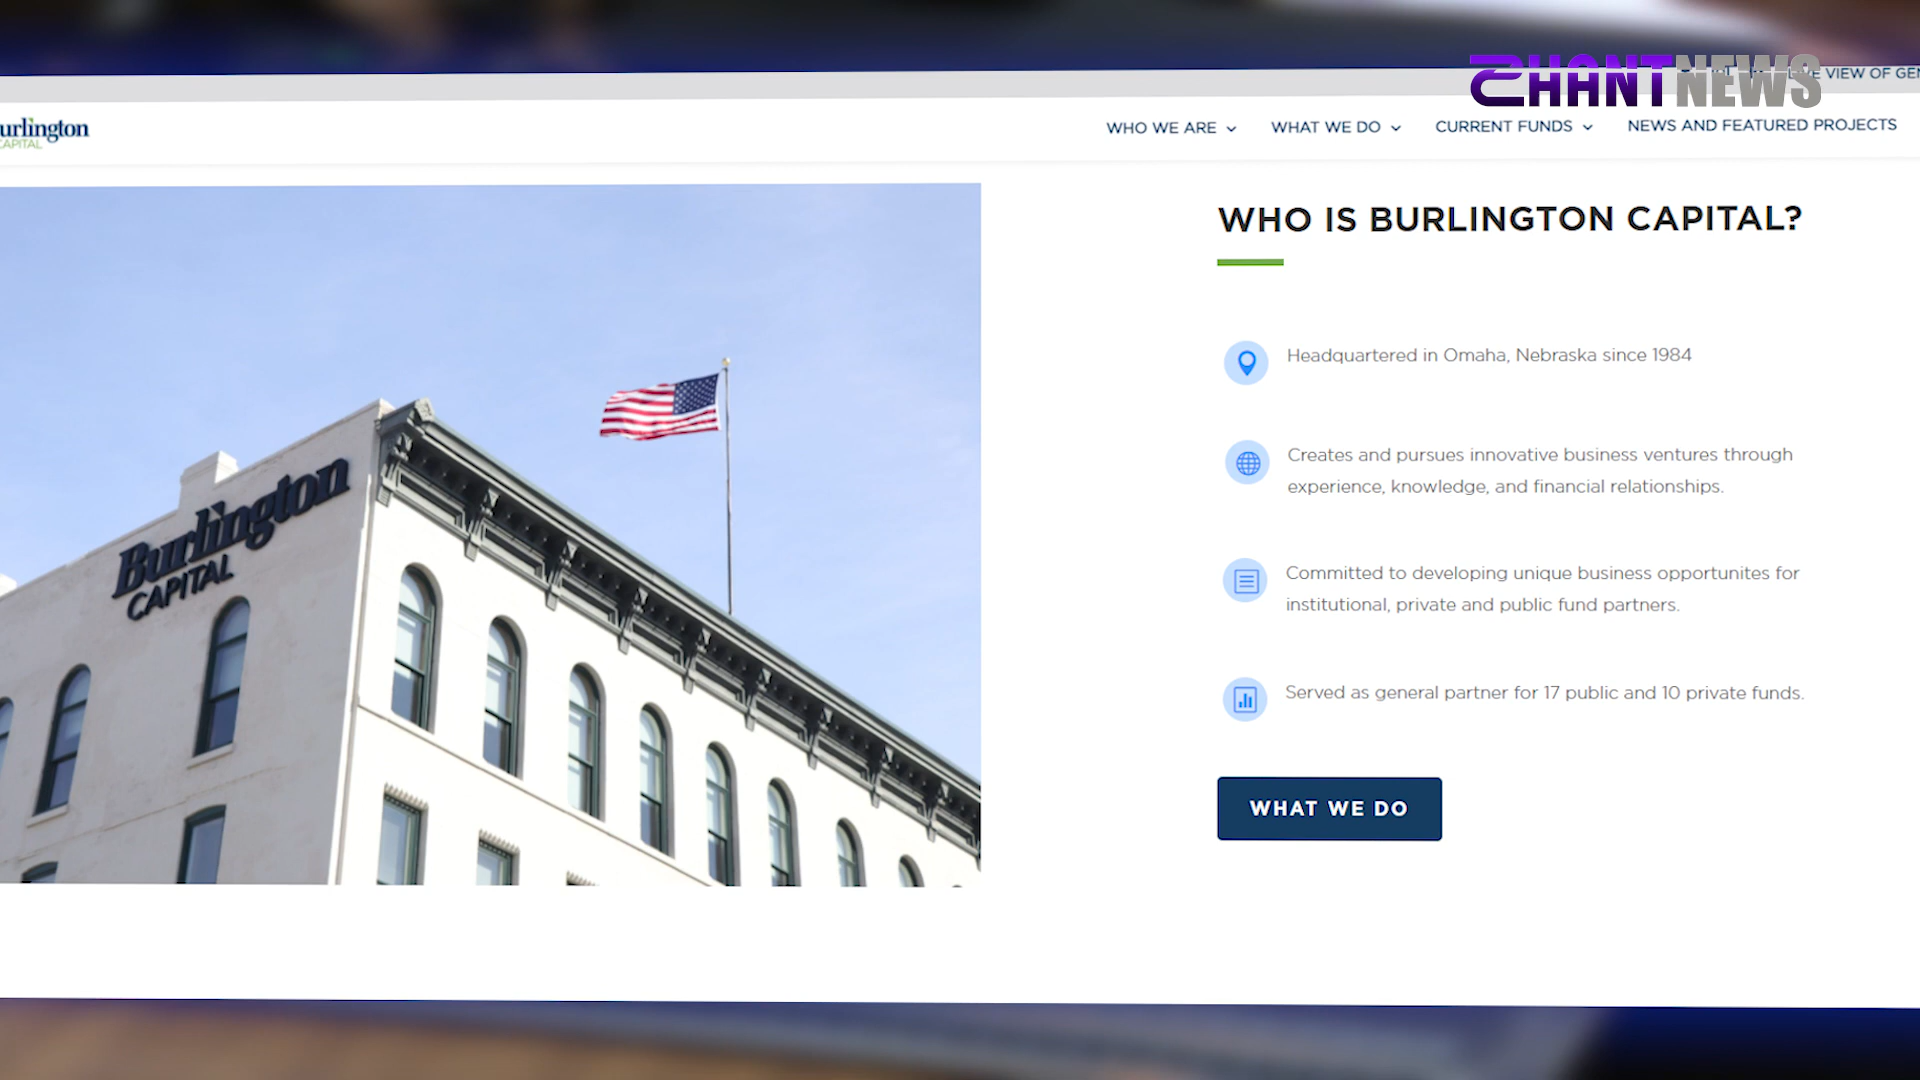 SHANTNEWS
VIEW OF GEN
urlington
CAPITAL
WHO WE ARE
WHAT WE DO
CURRENT FUNDS
NEWS AND FEATURED PROJECTS
WHO IS BURLINGTON CAPITAL?
Headquartered in Omaha, Nebraska since 1984
Creates and pursues innovative business ventures through
experience, knowledge, and financial relationships.
Committed to developing unique business opportunites for
institutional, private and public fund partners.
Served as general partner for 17 public and 10 private funds.
WHAT WE DO
Burlington
CAPITAL